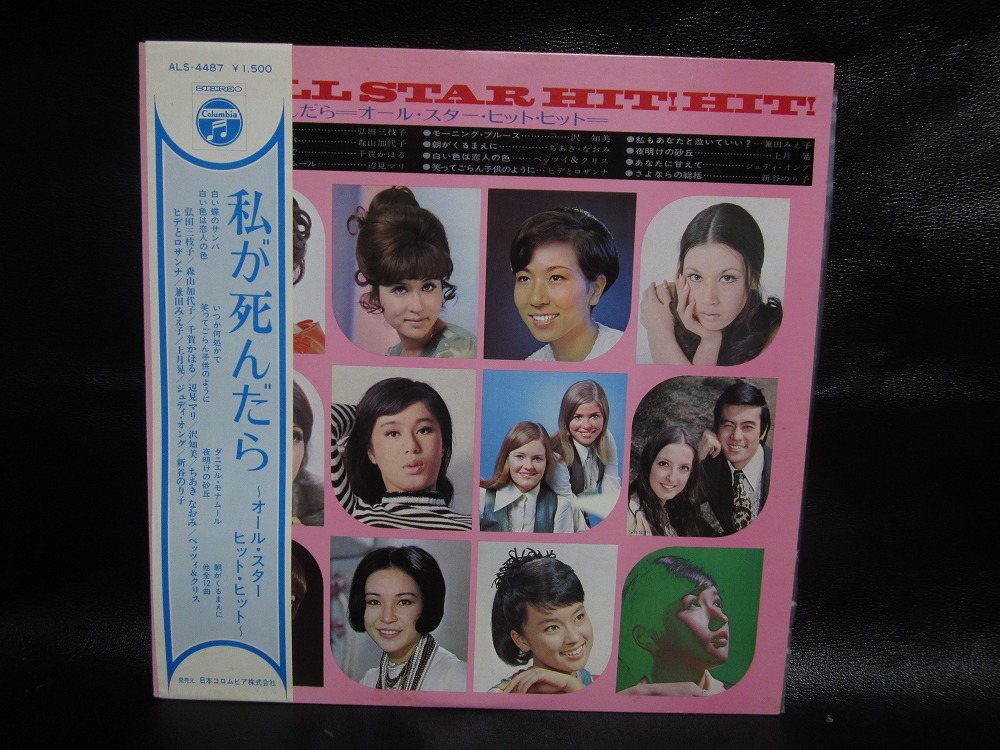 ALS-4487 ¥1,500
STEREO
Columbia
私が死んだら
〜オール・スター
ヒット・ヒット〜
白い蝶のサンバ
白い色は恋人の色
いつか何処かで
笑ってごらん子供のように
ダニエル・モナムール
夜明けの砂丘
朝がくるまえに
他全12曲
弘田三枝子/森山加代子/千賀かほる/辺見マリ/沢知美/ちあきなおみ/ベッツィ&クリス
ヒデとロザンナ/兼田みえ子/上月晃/ジュディ・オング/新谷のり子
発売元 日本コロムビア株式会社
LL STAR HIT! HIT!
んだら=オール・スター・ヒット・ヒット=
弘田三枝子
森山加代子
千賀かほる
ムール 辺見マリ
●モーニング・ブルース 沢 知美
●朝がくるまえに ちあき・なおみ
●白い色は恋人の色 ベッツィ&クリス
●笑ってごらん子供のように ヒデとロザンナ
●私もあなたと泣いていい? 兼田みえ子
●夜明けの砂丘 上月 晃
●あなたに甘えて ジュディ・オング
●さよならの総括 新谷のり子